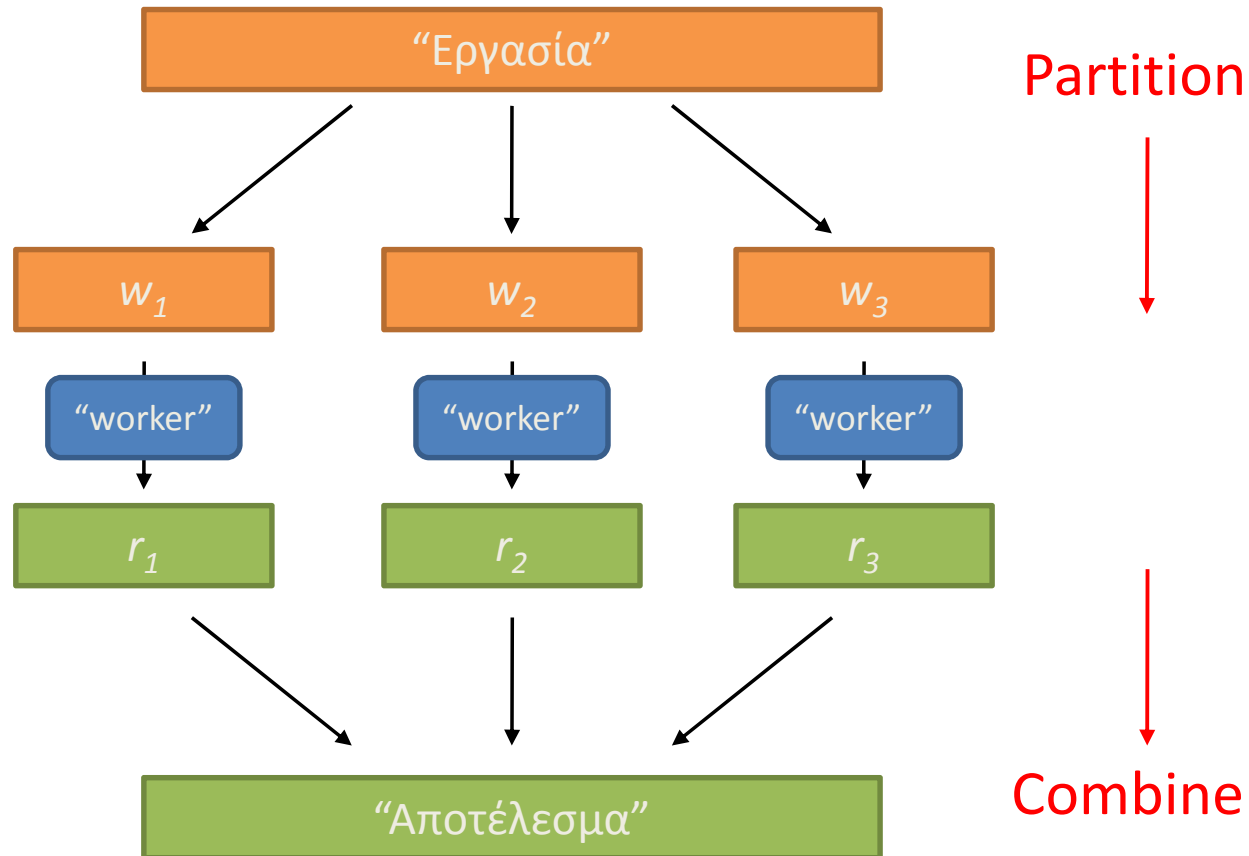 “Εργασία”
Partition
w1
w2
w3
“worker”
“worker”
“worker”
r1
r2
r3
“Αποτέλεσμα”
Combine